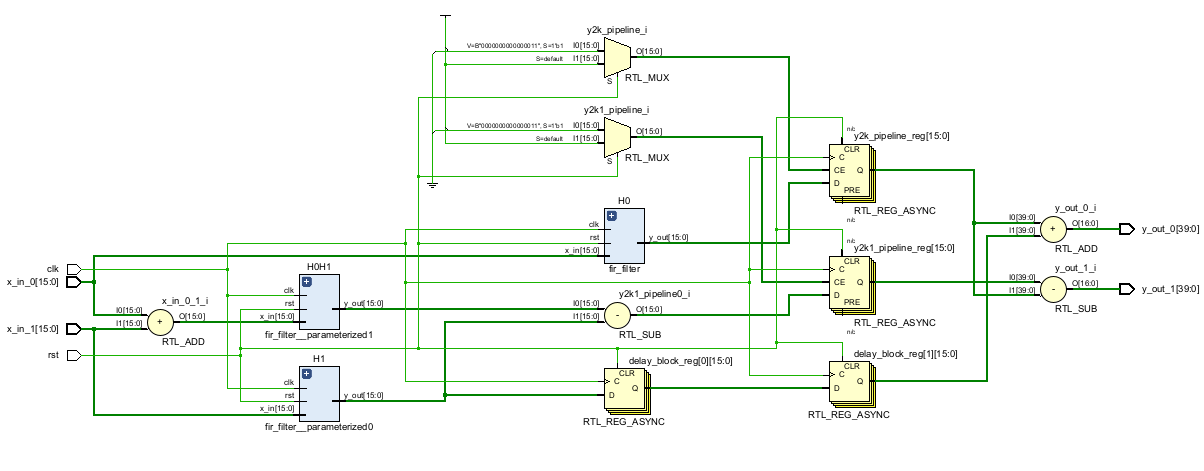 y2k_pipeline_i
V=B"0000000000000011", S=1'b1 I0[15:0]
S=default I1[15:0]
O[15:0]
S
RTL_MUX
y2k1_pipeline_i
V=B"0000000000000011", S=1'b1 I0[15:0]
S=default I1[15:0]
O[15:0]
S
RTL_MUX
n/c
y2k_pipeline_reg[15:0]
CLR
C
CE
Q
D
PRE
RTL_REG_ASYNC
n/c
H0
clk
rst
x_in[15:0]
y_out[15:0]
fir_filter
n/c
y2k1_pipeline_reg[15:0]
CLR
C
CE
Q
D
PRE
RTL_REG_ASYNC
n/c
y_out_0_i
I0[39:0]
I1[39:0]
+
O[16:0]
RTL_ADD
y_out_0[39:0]
y_out_1_i
I0[39:0]
I1[39:0]
-
O[16:0]
RTL_SUB
y_out_1[39:0]
clk
x_in_0[15:0]
x_in_1[15:0]
rst
x_in_0_1_i
I0[15:0]
I1[15:0]
+
O[15:0]
RTL_ADD
H0H1
clk
rst
x_in[15:0]
y_out[15:0]
fir_filter__parameterized1
y2k1_pipeline0_i
I0[15:0]
I1[15:0]
-
O[15:0]
RTL_SUB
H1
clk
rst
x_in[15:0]
y_out[15:0]
fir_filter__parameterized0
delay_block_reg[0][15:0]
CLR
C
Q
D
RTL_REG_ASYNC
delay_block_reg[1][15:0]
CLR
C
Q
D
RTL_REG_ASYNC